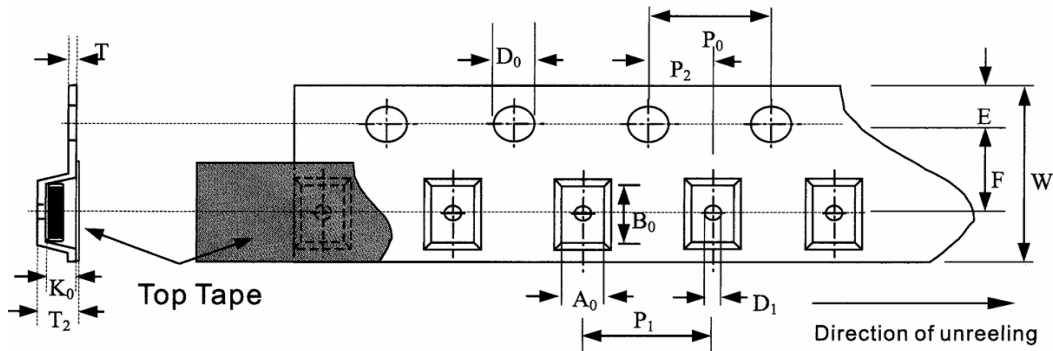 T
D₀
P₀
P₂
E
F
W
B₀
K₀
Top Tape
A₀
D₁
T₂
P₁
Direction of unreeling